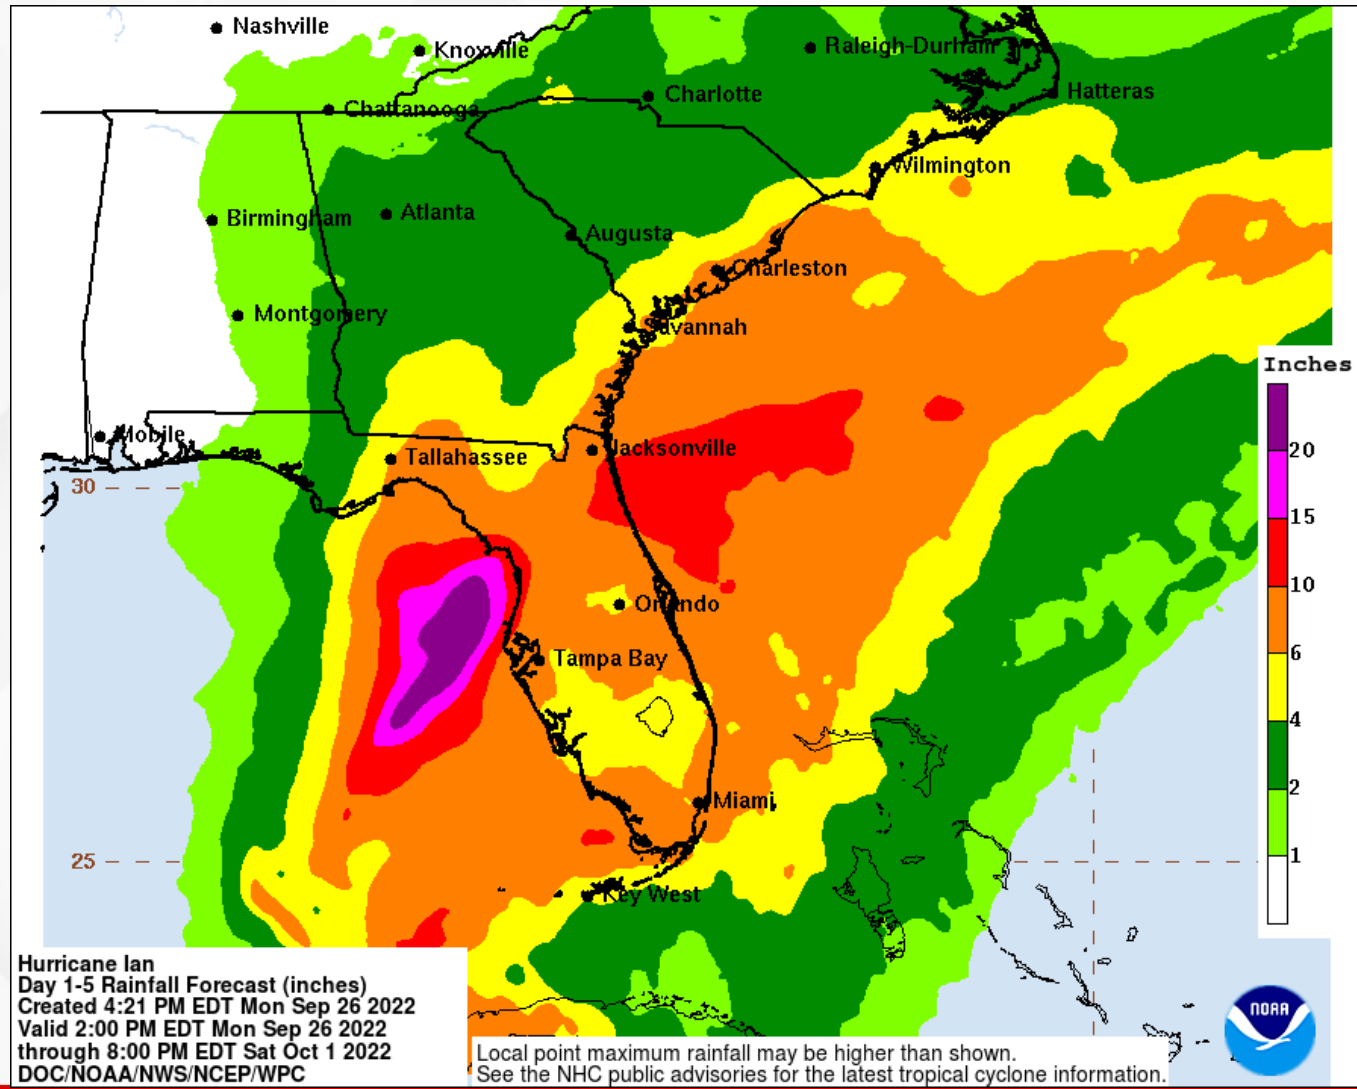 Nashville
Knoxville
Raleigh-Durham
Chattanooga
Charlotte
Hatteras
Wilmington
Birmingham
Atlanta
Augusta
Charleston
Montgomery
Savannah
Inches
Mobile
Tallahassee
Jacksonville
20
30
15
10
Orlando
6
Tampa Bay
4
2
Miami
1
25
Key West
Hurricane Ian
Day 1-5 Rainfall Forecast (inches)
Created 4:21 PM EDT Mon Sep 26 2022
Valid 2:00 PM EDT Mon Sep 26 2022
through 8:00 PM EDT Sat Oct 1 2022
DOC/NOAA/NWS/NCEP/WPC
NOAA
Local point maximum rainfall may be higher than shown.
See the NHC public advisories for the latest tropical cyclone information.